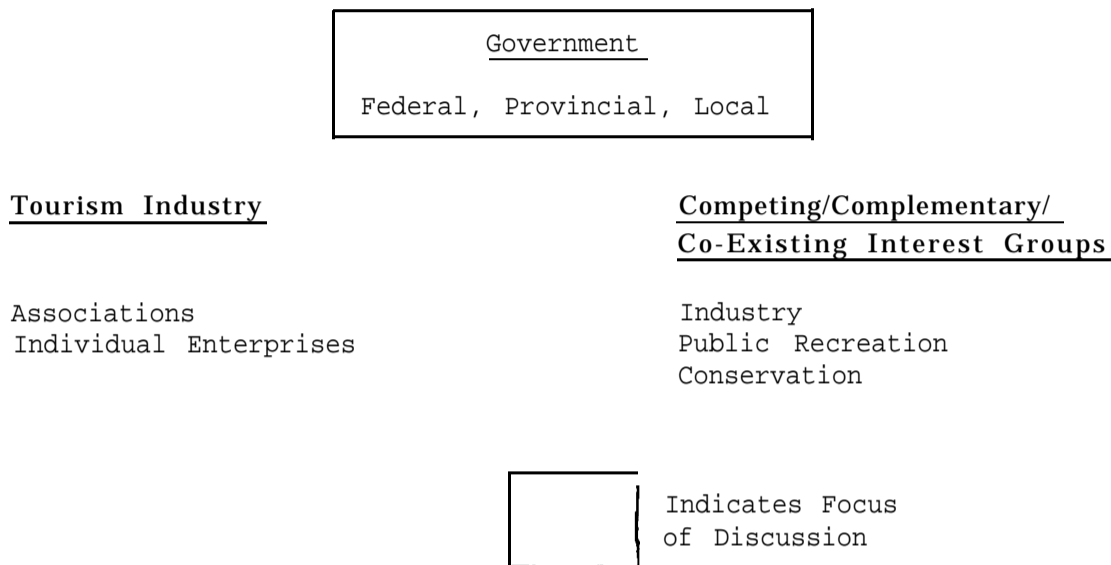 Government
Federal, Provincial, Local
Tourism Industry
Associations
Individual Enterprises
Competing/Complementary/
Co-Existing Interest Groups
Industry
Public Recreation
Conservation
Indicates Focus
of Discussion